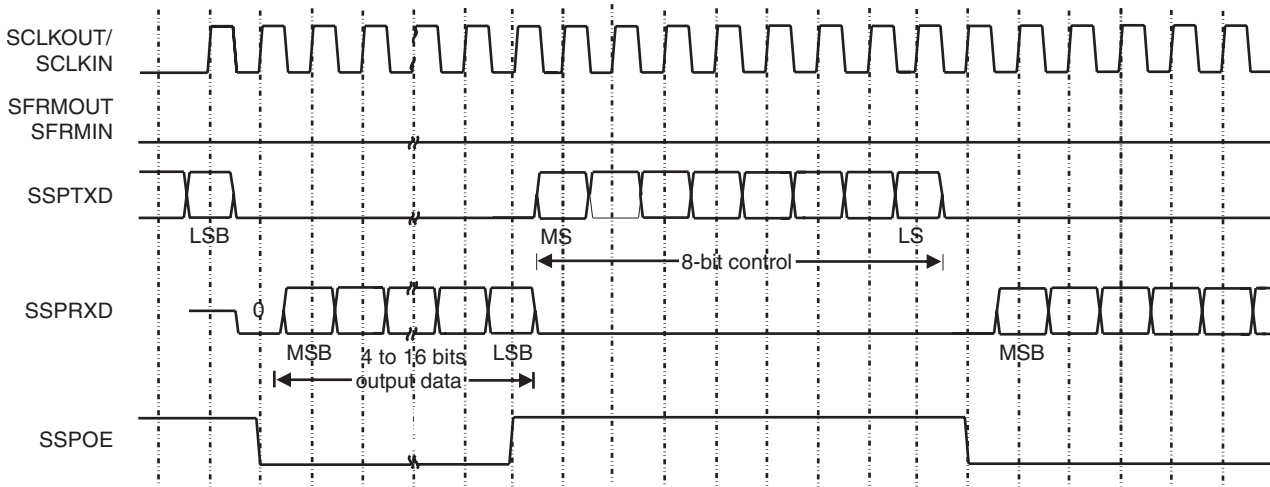 SCLKOUT/
SCLKIN
SFRMOUT
SFRMIN
SSPTXD
LSB
MS
LS
8-bit control
SSPRXD
0
MSB
4 to 16 bits
LSB
MSB
output data
SSPOE